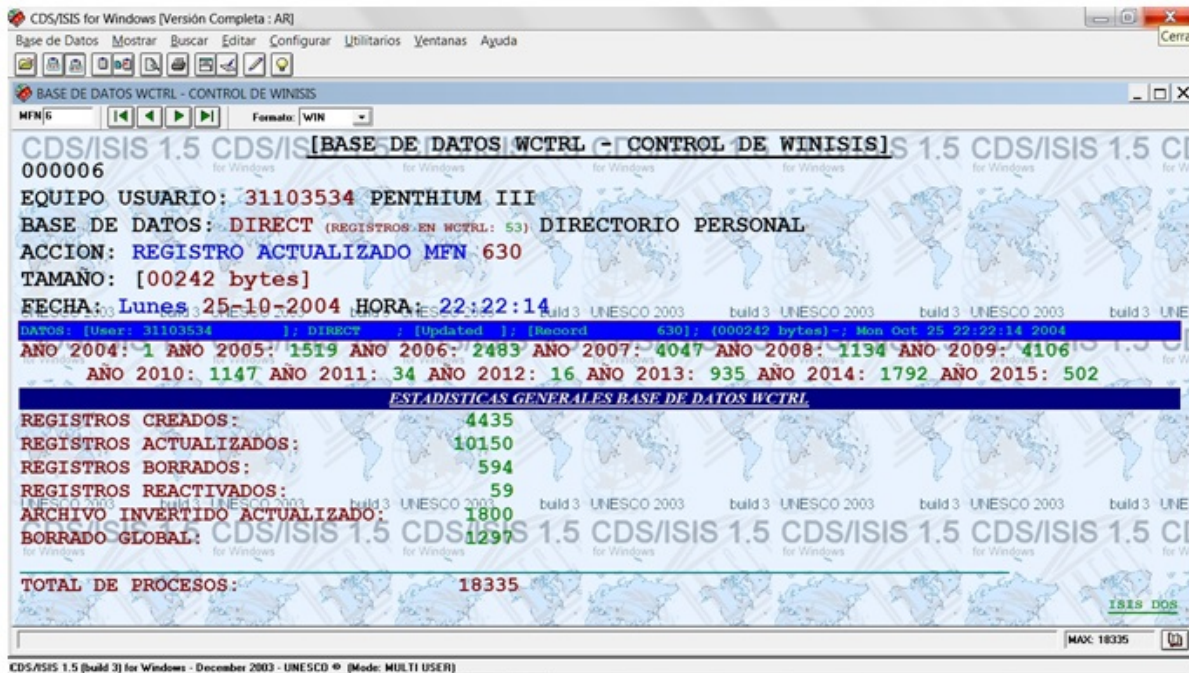 CDS/ISIS for Windows [Versión Completa : AR]
Cerra
Base de Datos Mostrar Buscar Editar Configurar Utilitarios Ventanas Ayuda
BASE DE DATOS WCTRL - CONTROL DE WINISIS
MFN 6 Formato: WIN
[BASE DE DATOS WCTRL - CONTROL DE WINISIS]
000006
EQUIPO USUARIO: 31103534 PENTHIUM III
BASE DE DATOS: DIRECT (REGISTROS EN WCTRL: 53) DIRECTORIO PERSONAL
ACCION: REGISTRO ACTUALIZADO MFN 630
TAMAÑO: [00242 bytes]
FECHA: Lunes 25-10-2004 HORA: 22:22:14
DATOS: [User: 31103534 ]; DIRECT ; [Updated ]; [Record 630]; (000242 bytes)-; Mon Oct 25 22:22:14 2004
AÑO 2004: 1 AÑO 2005: 1519 AÑO 2006: 2483 AÑO 2007: 4047 AÑO 2008: 1134 AÑO 2009: 4106
AÑO 2010: 1147 AÑO 2011: 34 AÑO 2012: 16 AÑO 2013: 935 AÑO 2014: 1792 AÑO 2015: 502
ESTADISTICAS GENERALES BASE DE DATOS WCTRL
REGISTROS CREADOS: 4435
REGISTROS ACTUALIZADOS: 10150
REGISTROS BORRADOS: 594
REGISTROS REACTIVADOS: 59
ARCHIVO INVERTIDO ACTUALIZADO: 1800
BORRADO GLOBAL: 1297
TOTAL DE PROCESOS: 18335
ISIS DOS
MAX: 18335
CDS/ISIS 1.5 (build 3) for Windows - December 2003 - UNESCO © (Mode: MULTI USER)